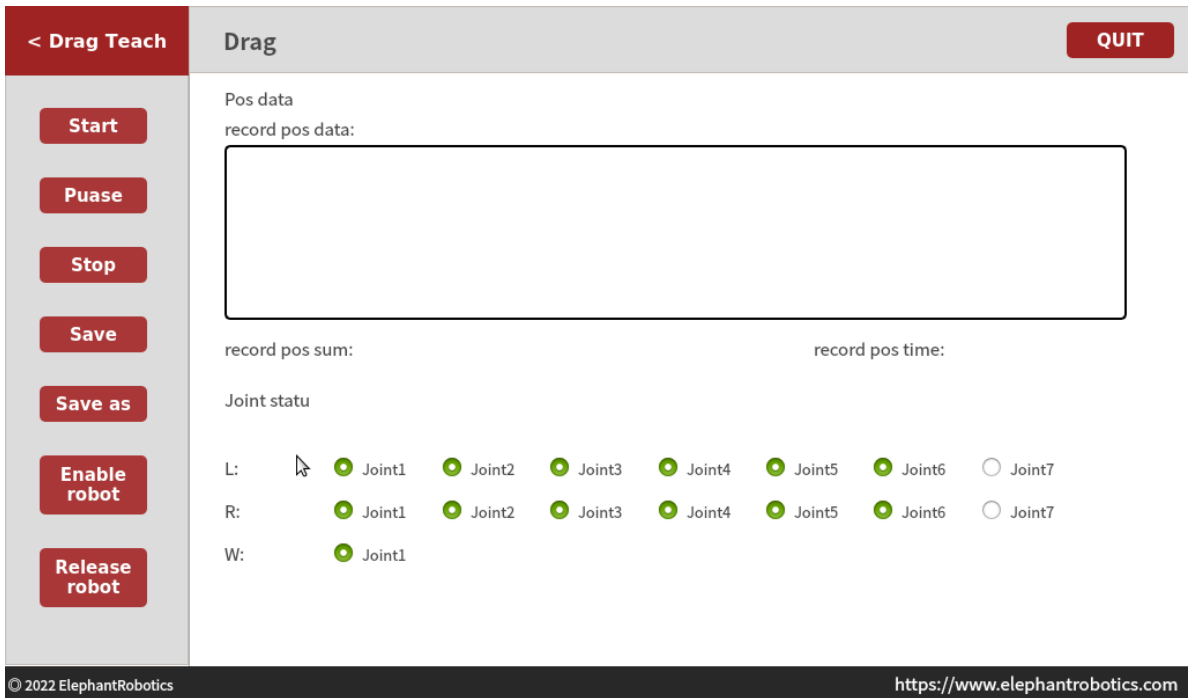 < Drag Teach
Drag
QUIT
Start
Puase
Stop
Save
Save as
Enable
robot
Release
robot
Pos data
record pos data:
record pos sum: record pos time:
Joint statu
L: Joint1 Joint2 Joint3 Joint4 Joint5 Joint6 Joint7
R: Joint1 Joint2 Joint3 Joint4 Joint5 Joint6 Joint7
W: Joint1
© 2022 ElephantRobotics https://www.elephantrobotics.com